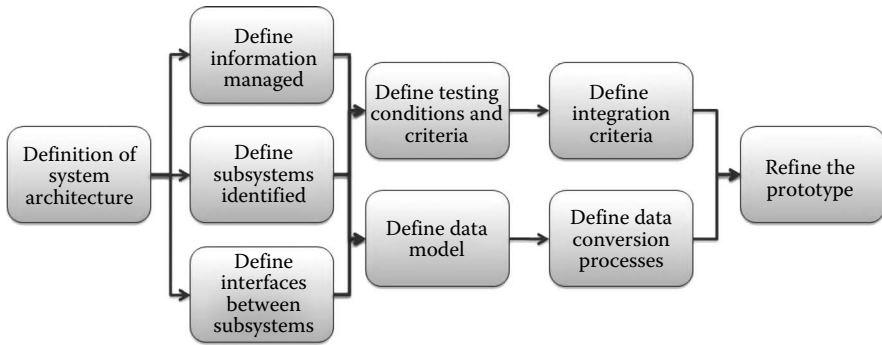 Definition of
system
architecture
Define
information
managed
Define
subsystems
identified
Define
interfaces
between
subsystems
Define testing
conditions and
criteria
Define data
model
Define
integration
criteria
Define data
conversion
processes
Refine the
prototype